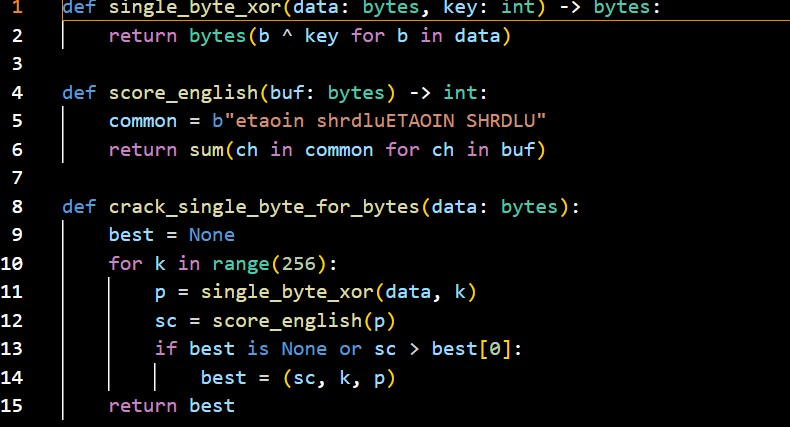 1 def single_byte_xor(data: bytes, key: int) -> bytes:
2     return bytes(b ^ key for b in data)
3
4 def score_english(buf: bytes) -> int:
5     common = b"etaoin shrdluETAOIN SHRDLU"
6     return sum(ch in common for ch in buf)
7
8 def crack_single_byte_for_bytes(data: bytes):
9     best = None
10     for k in range(256):
11         p = single_byte_xor(data, k)
12         sc = score_english(p)
13         if best is None or sc > best[0]:
14             best = (sc, k, p)
15     return best